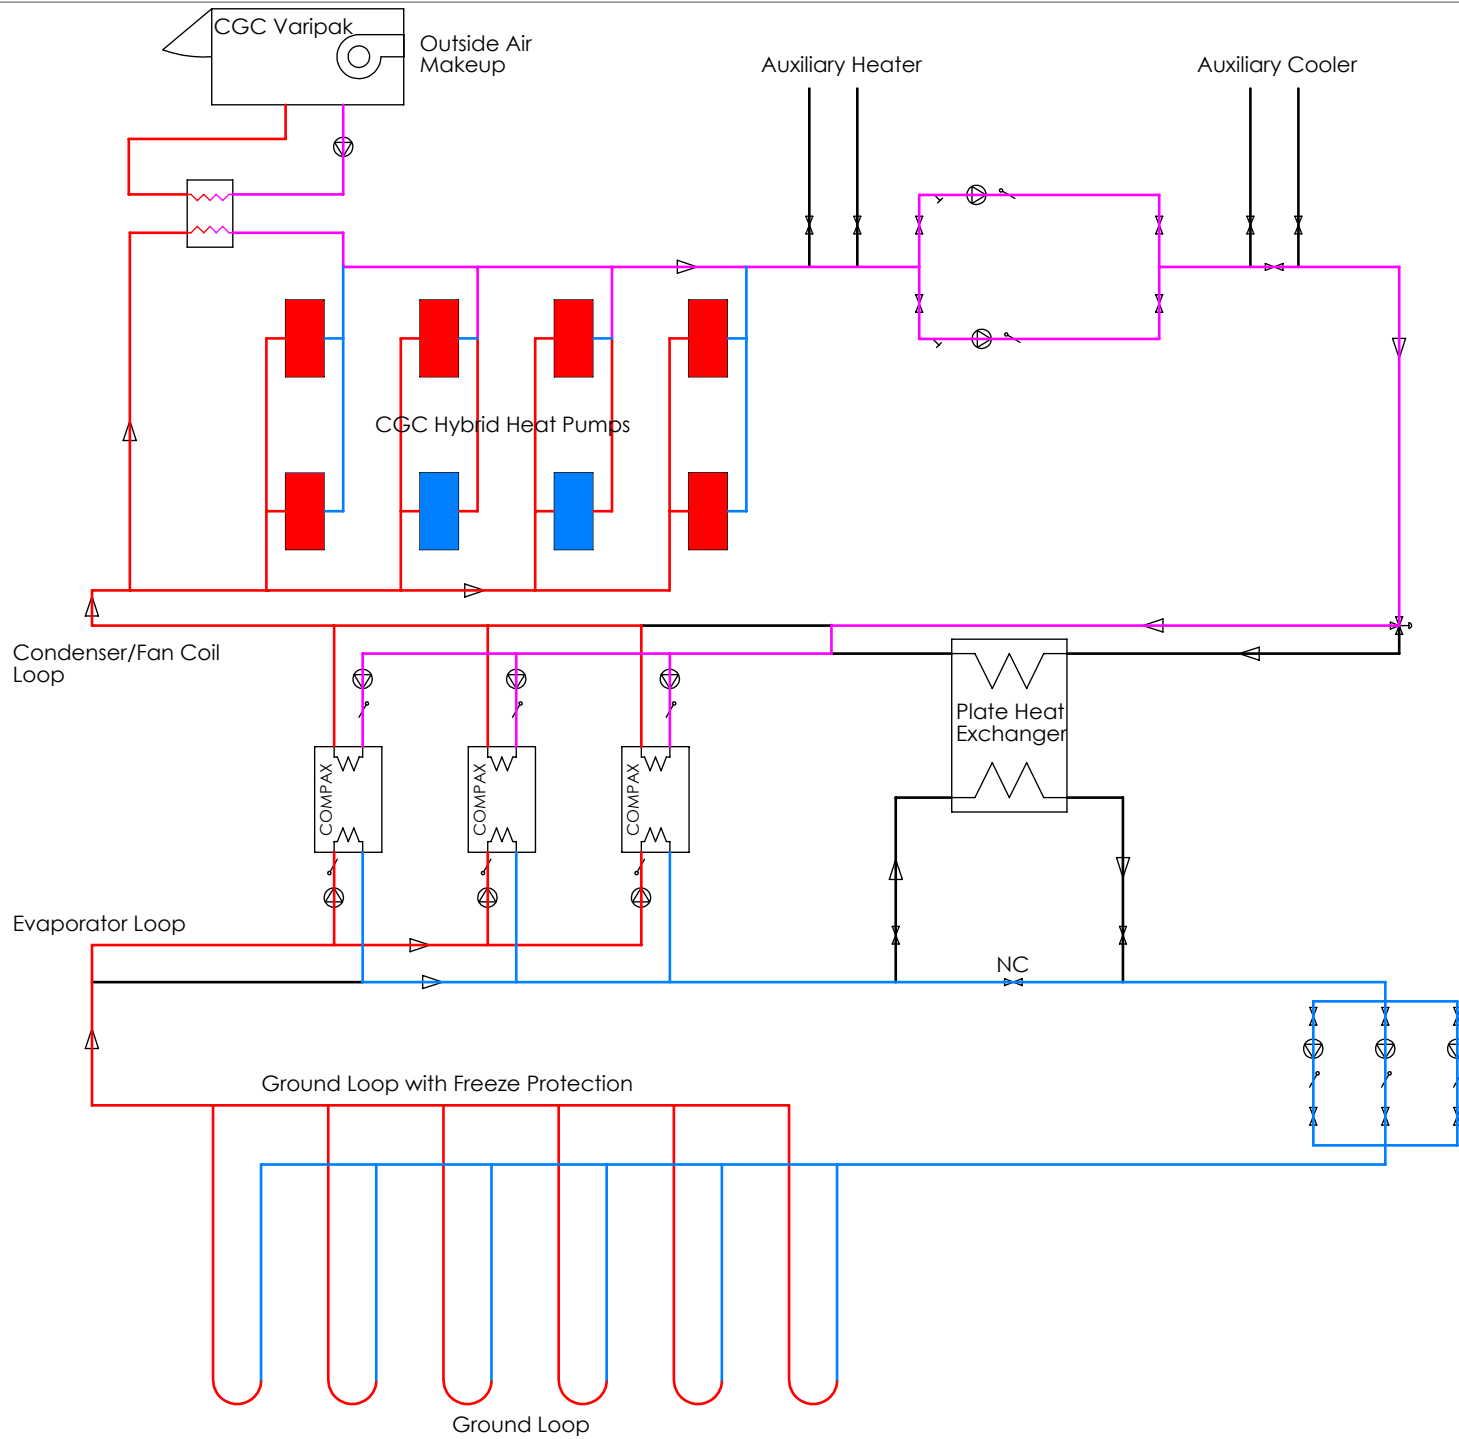 CGC Varipak
Outside Air
Makeup
Auxiliary Heater
Auxiliary Cooler
CGC Hybrid Heat Pumps
Condenser/Fan Coil
Loop
Plate Heat
Exchanger
COMPAX
COMPAX
COMPAX
Evaporator Loop
NC
Ground Loop with Freeze Protection
Ground Loop